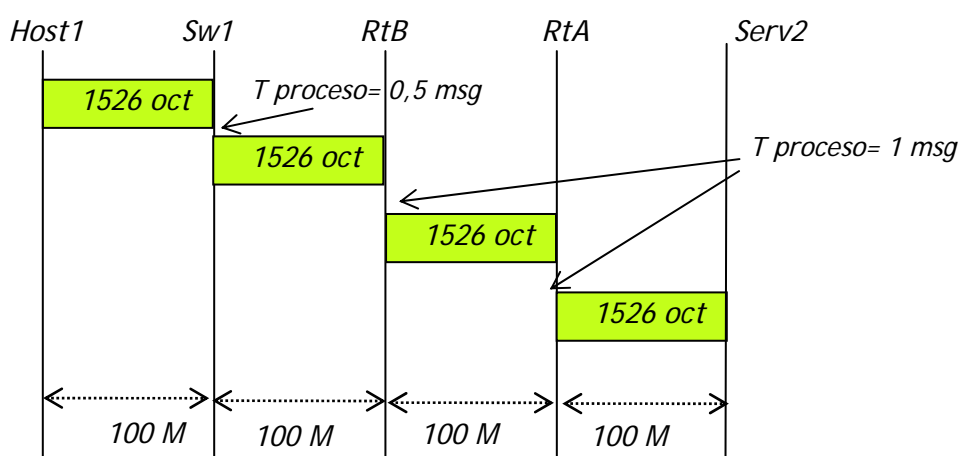 Host1 Sw1 RtB RtA Serv2
1526 oct
T proceso= 0,5 msg
1526 oct
T proceso= 1 msg
1526 oct
1526 oct
100 M 100 M 100 M 100 M